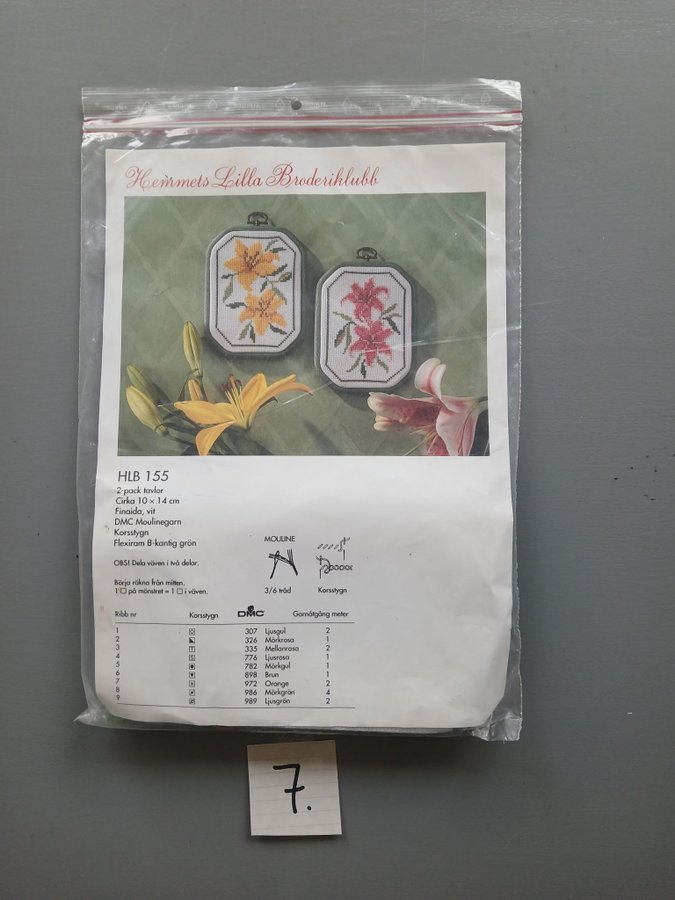 Hemmets Lilla Broderiklubb
HLB 155
2-pack tavlor
Cirka 10 x 14 cm
Finaida, vit
DMC Moulinegarn
Korsstygn
Flexiram 8-kantig grön
OBS! Dela väven i två delar.
Börja räkna från mitten.
1 □ på mönstret = 1 □ i väven.
MOULINE
3/6 tråd
Korsstygn
Ribb nr Korsstygn DMC Garnåtgång meter
1 307 Ljusgul 2
2 326 Mörkrosa 1
3 T 335 Mellanrosa 2
4 S 776 Ljusrosa 1
5 782 Mörkgul 1
6 898 Brun 1
7 972 Orange 2
8 986 Mörkgrön 4
9 989 Ljusgrön 2
7.